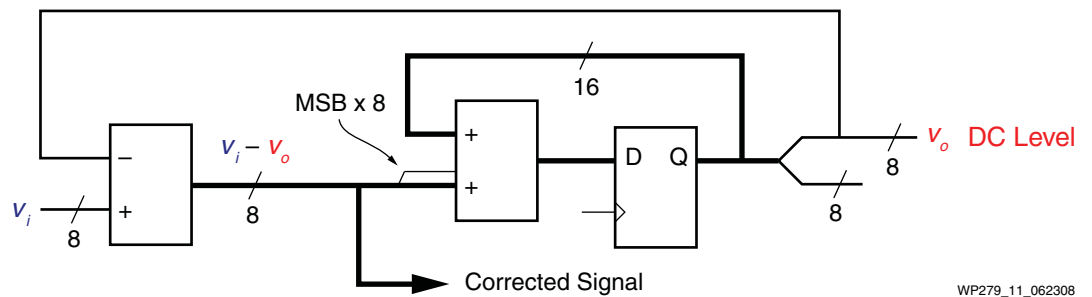 16
MSB x 8
vi – vo
8
–
+
vi
8
+
+
D Q
vo DC Level
8
8
Corrected Signal
WP279_11_062308